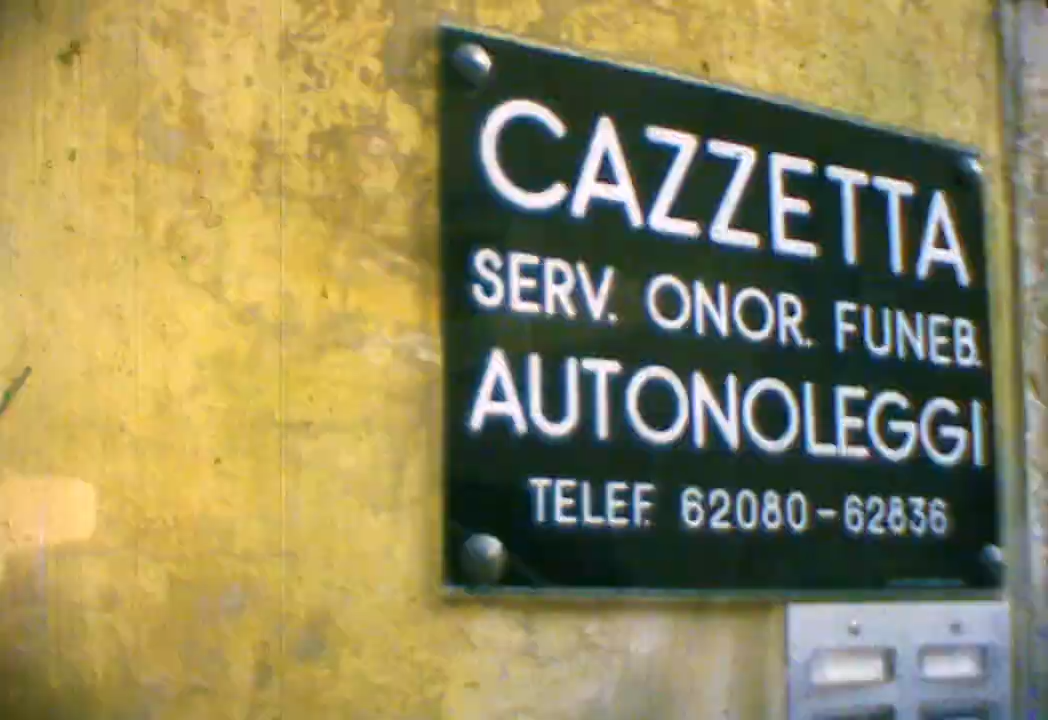 CAZZETTA
SERV. ONOR. FUNEB.
AUTONOLEGGI
TELEF. 62080-62836